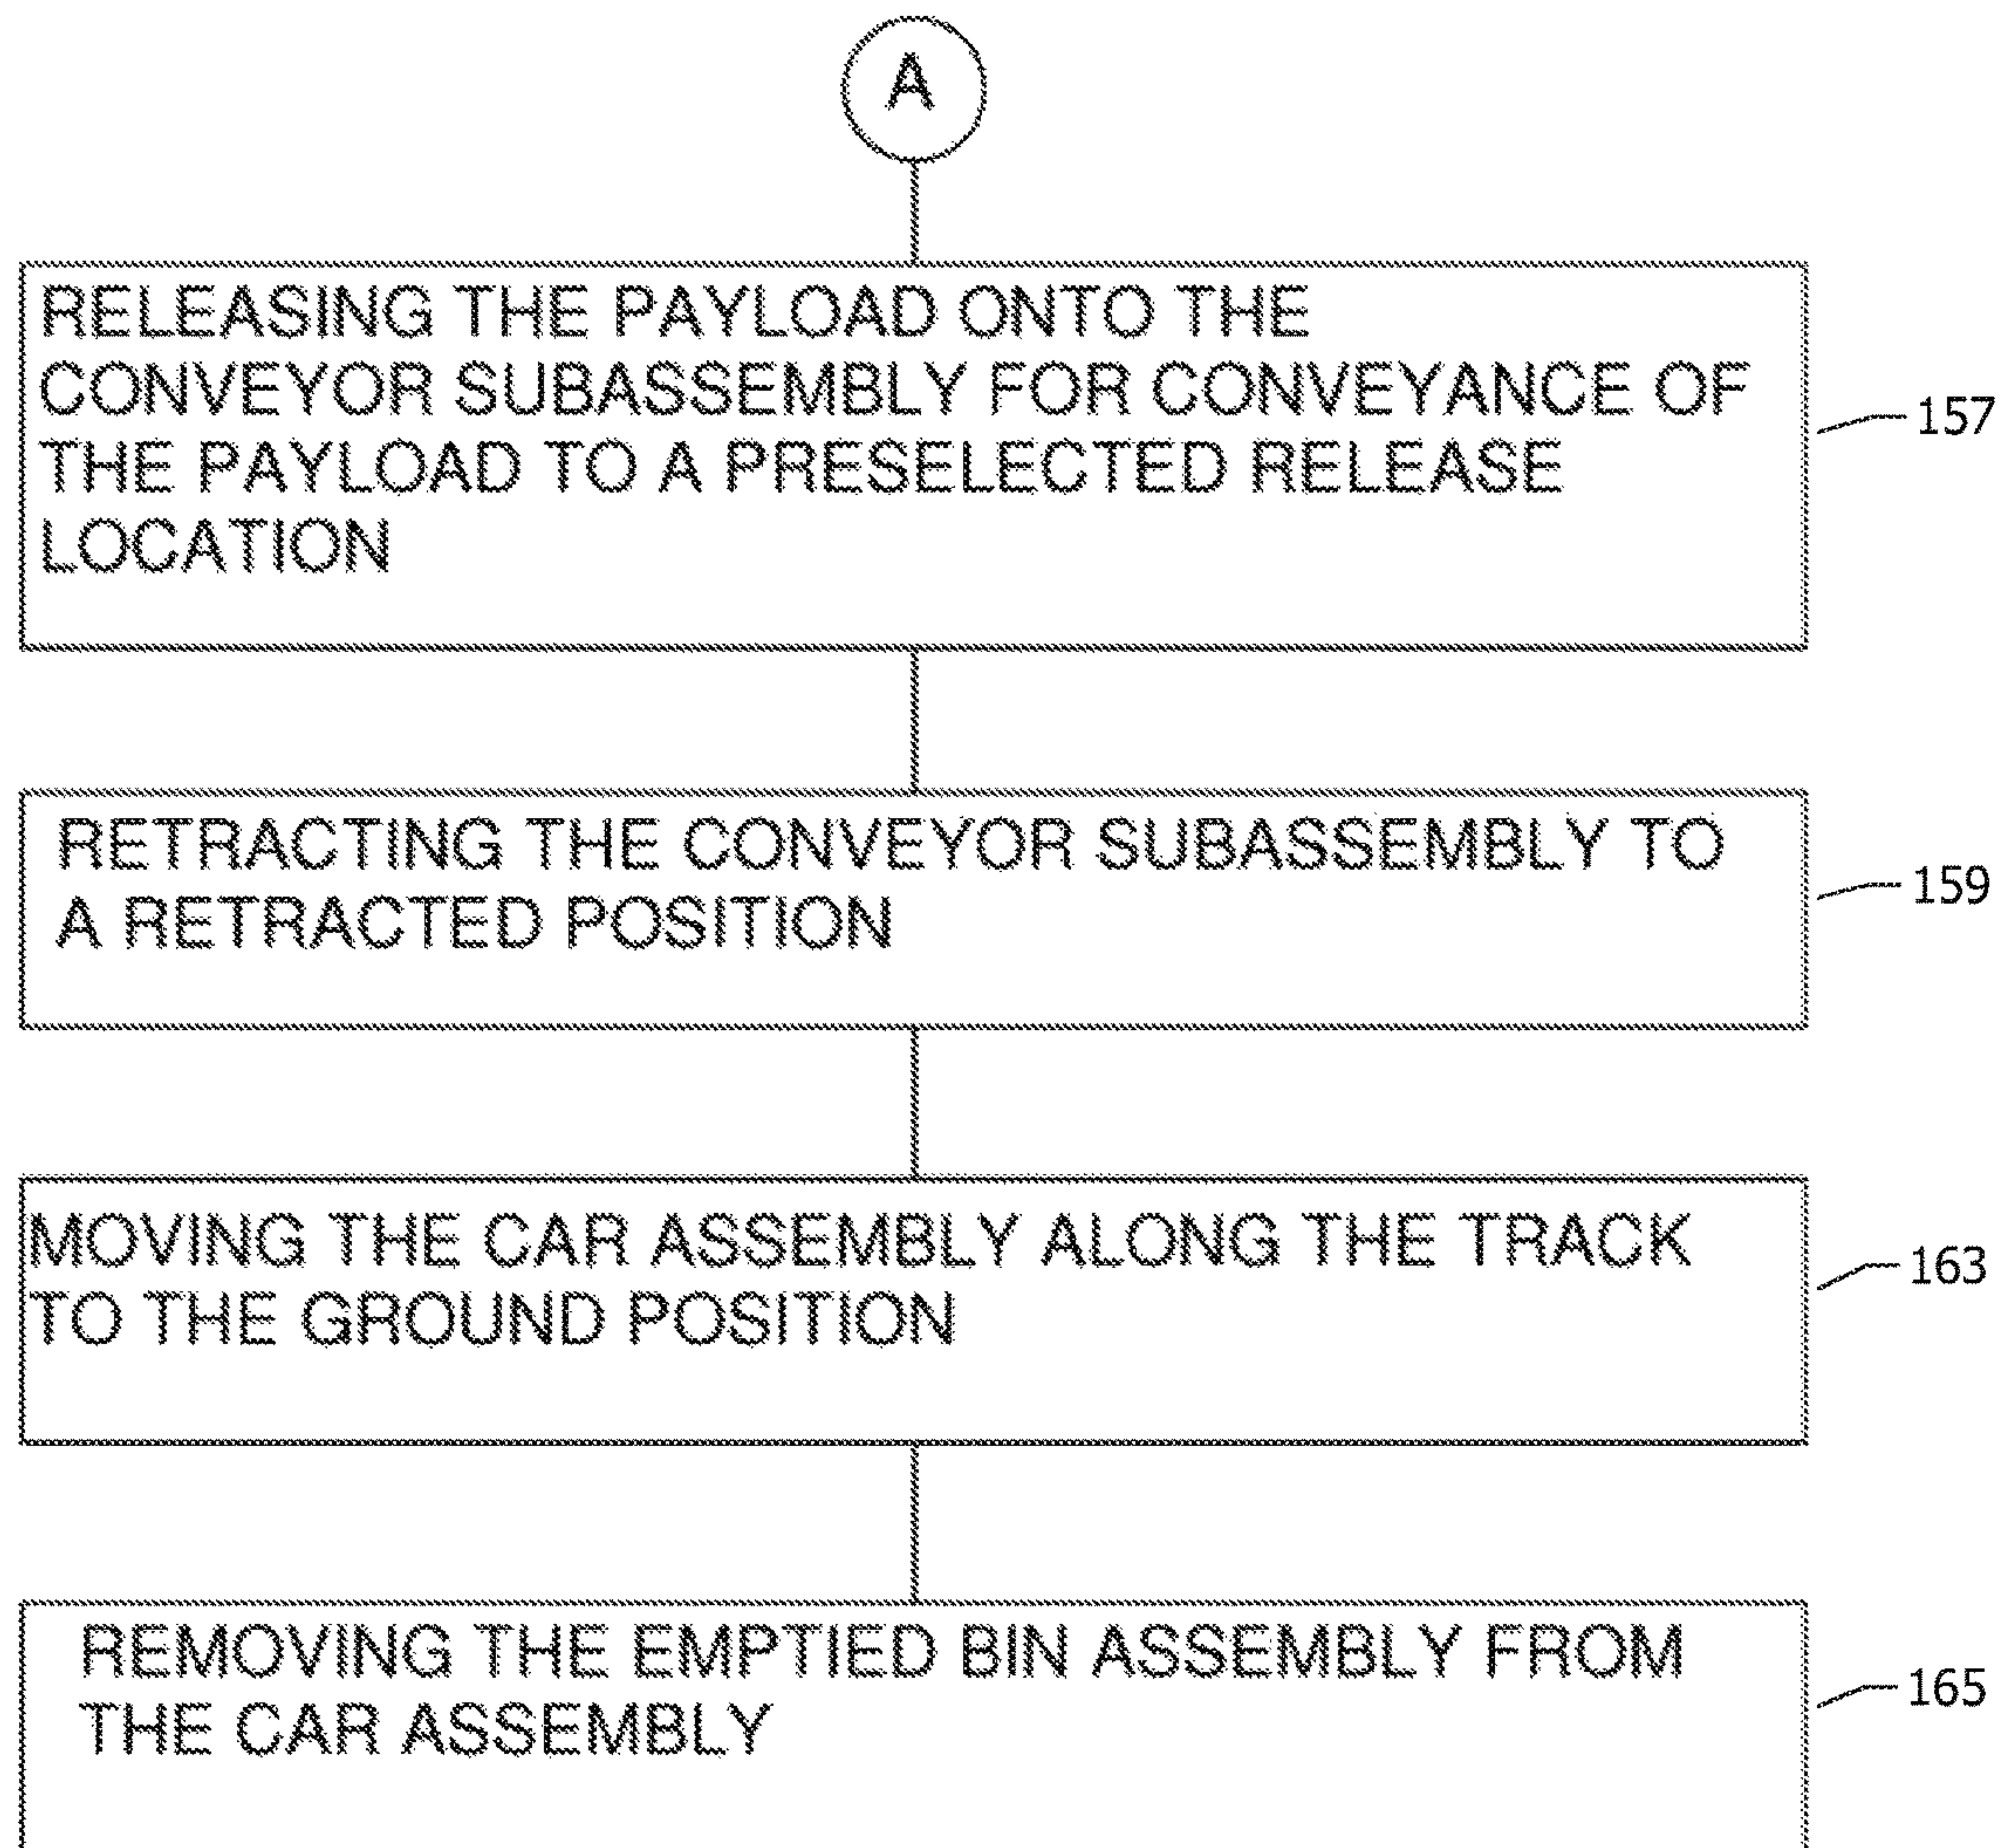 A
RELEASING THE PAYLOAD ONTO THE
CONVEYOR SUBASSEMBLY FOR CONVEYANCE OF
THE PAYLOAD TO A PRESELECTED RELEASE
LOCATION
157
RETRACTING THE CONVEYOR SUBASSEMBLY TO
A RETRACTED POSITION
159
MOVING THE CAR ASSEMBLY ALONG THE TRACK
TO THE GROUND POSITION
163
REMOVING THE EMPTIED BIN ASSEMBLY FROM
THE CAR ASSEMBLY
165